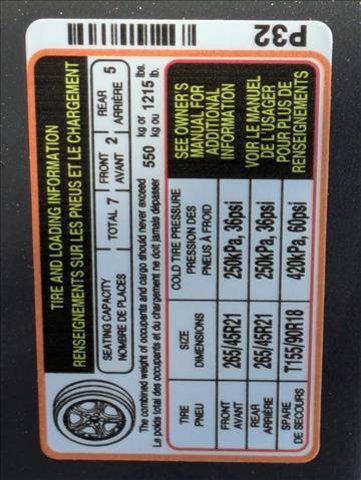 P32
TIRE AND LOADING INFORMATION
RENSEIGNEMENTS SUR LES PNEUS ET LE CHARGEMENT
SEATING CAPACITY
NOMBRE DE PLACES
TOTAL 7
FRONT
AVANT
2
REAR
ARRIÈRE
5
The combined weight of occupants and cargo should never exceed
Le poids total des occupants et du chargement ne doit jamais dépasser
550 kg or
kg ou
1215 lbs.
lb.
TIRE
PNEU
SIZE
DIMENSIONS
COLD TIRE PRESSURE
PRESSION DES
PNEUS À FROID
SEE OWNER'S
MANUAL FOR
ADDITIONAL
INFORMATION
VOIR LE MANUEL
DE L'USAGER
POUR PLUS DE
RENSEIGNEMENTS
FRONT
AVANT
265/45R21
250kPa, 36psi
REAR
ARRIÈRE
265/45R21
250kPa, 36psi
SPARE
DE SECOURS
T155/90R18
420kPa, 60psi